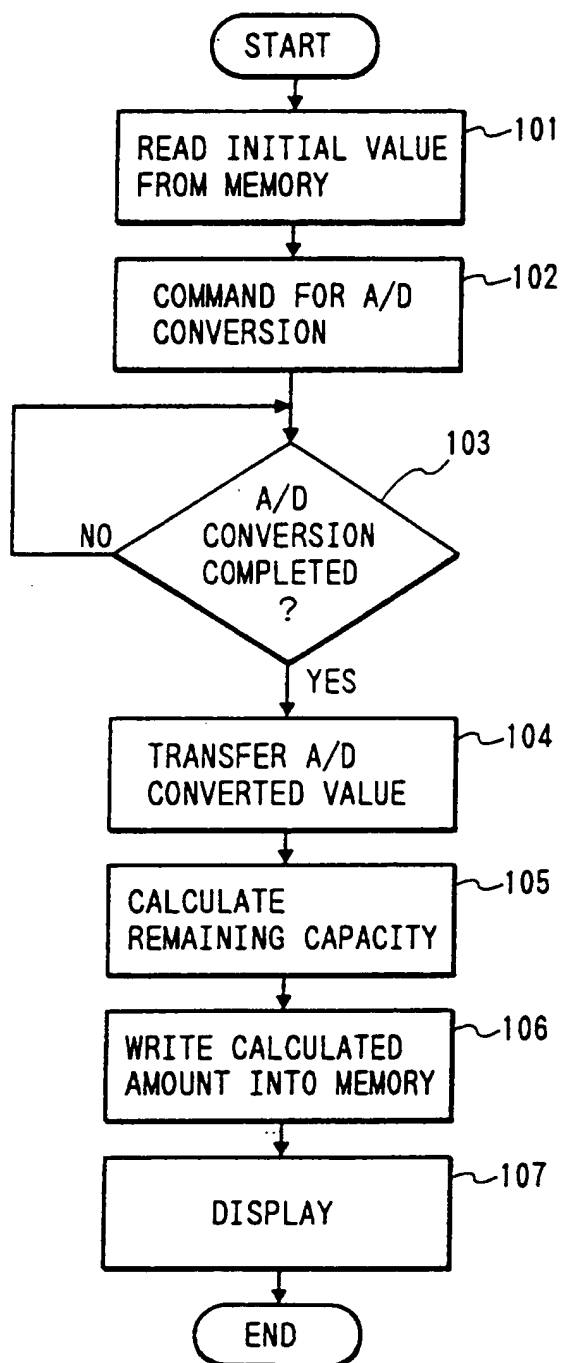 START
101
READ INITIAL VALUE
FROM MEMORY
102
COMMAND FOR A/D
CONVERSION
103
A/D
CONVERSION
COMPLETED
?
NO
YES
104
TRANSFER A/D
CONVERTED VALUE
105
CALCULATE
REMAINING CAPACITY
106
WRITE CALCULATED
AMOUNT INTO MEMORY
107
DISPLAY
END